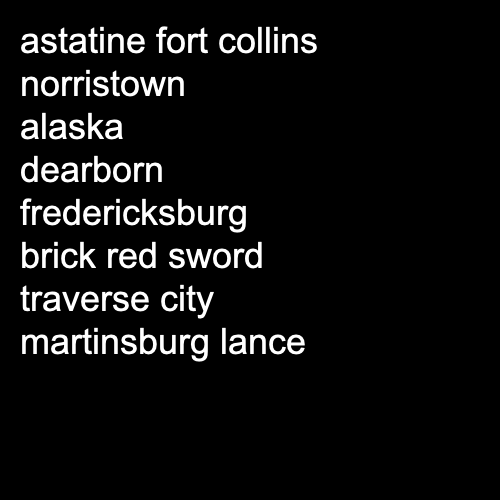 astatine fort collins
norristown
alaska
dearborn
fredericksburg
brick red sword
traverse city
martinsburg lance